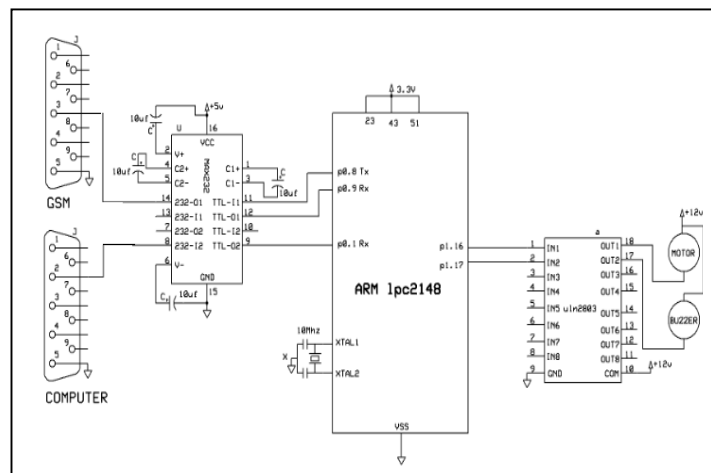 J
1
6
2
7
3
8
4
9
5
GSM
J
1
6
2
7
3
8
4
9
5
COMPUTER
+5v
10uf
C
U
16
VCC
MAX232
2 V+
4 C2+
5 C2-
C
10uf
14 232-O1
13 232-I1
7 232-O2
8 232-I2
6 V-
GND
15
C
10uf
C1+ 1
C1- 3
C
10uf
TTL-I1 11
TTL-O1 12
TTL-I2 10
TTL-O2 9
3.3V
23 43 51
p0.8 Tx
p0.9 Rx
p0.1 Rx
ARM lpc2148
p1.16
p1.17
10Mhz
X
XTAL1
XTAL2
VSS
a
uln2803
1 IN1
2 IN2
3 IN3
4 IN4
5 IN5
6 IN6
7 IN7
8 IN8
9 GND
OUT1 18
OUT2 17
OUT3 16
OUT4 15
OUT5 14
OUT6 13
OUT7 12
OUT8 11
COM 10
+12v
MOTOR
BUZZER
+12v